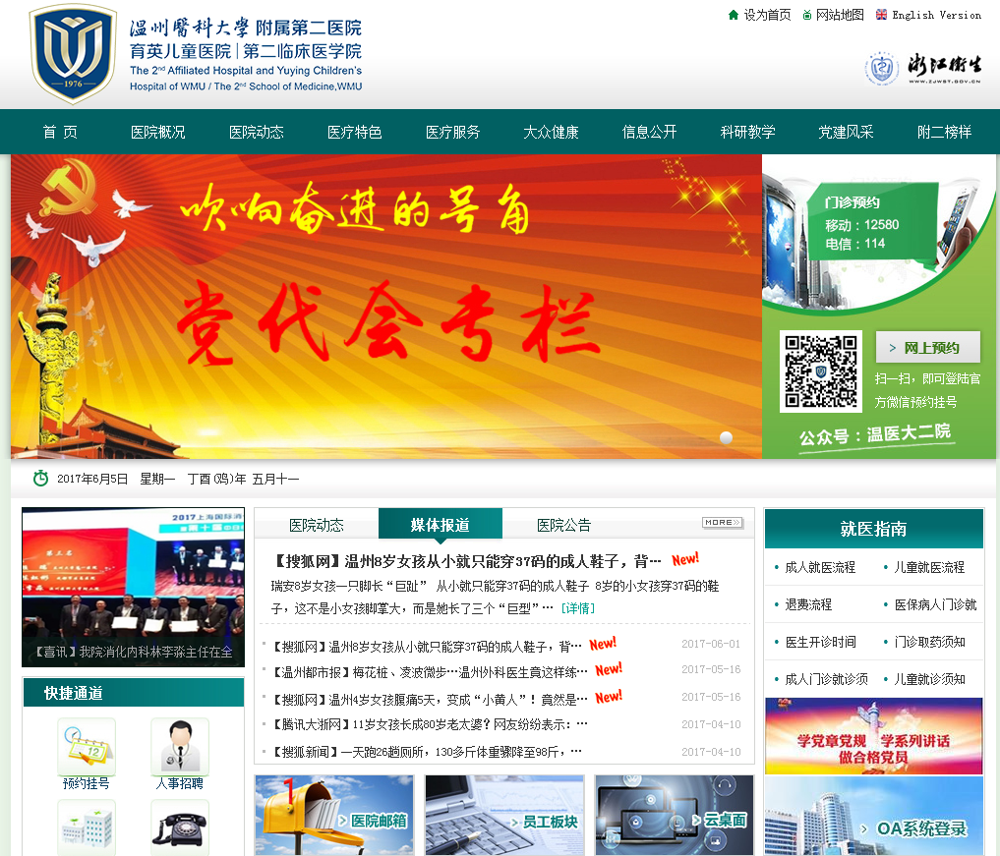 设为首页 网站地图 English Version
温州医科大学 附属第二医院
育英儿童医院|第二临床医学院
The 2nd Affiliated Hospital and Yuying Children's
Hospital of WMU / The 2nd School of Medicine,WMU
1976
浙江卫生
WWW.ZJWST.GOV.CN
首 页 医院概况 医院动态 医疗特色 医疗服务 大众健康 信息公开 科研教学 党建风采 附二榜样
吹响奋进的号角
党代会专栏
门诊预约
移动：12580
电信：114
> 网上预约
扫一扫，即可登陆官
方微信预约挂号
公众号：温医大二院
2017年6月5日 星期一 丁酉(鸡)年 五月十一
2017上海国际消
第三届
【喜讯】我院消化内科林李淼主任在全
快捷通道
预约挂号 人事招聘
12
医院动态 媒体报道 医院公告 MORE>>
【搜狐网】温州8岁女孩从小就只能穿37码的成人鞋子，背… New!
瑞安8岁女孩一只脚长“巨趾” 从小就只能穿37码的成人鞋子 8岁的小女孩穿37码的鞋
子，这不是小女孩脚掌大，而是她长了三个“巨型”… [详情]
【搜狐网】温州8岁女孩从小就只能穿37码的成人鞋子，背… New! 2017-06-01
【温州都市报】梅花桩、凌波微步…温州外科医生竟这样练… New! 2017-05-16
【搜狐网】温州4岁女孩腹痛5天，变成“小黄人”！竟然是… New! 2017-05-16
【腾讯大浙网】11岁女孩长成80岁老太婆？网友纷纷表示：… 2017-04-10
【搜狐新闻】一天跑26趟厕所，130多斤体重骤降至98斤，… 2017-04-10
医院邮箱
员工板块
云桌面
就医指南
成人就医流程 儿童就医流程
退费流程 医保病人门诊就
医生开诊时间 门诊取药须知
成人门诊就诊须 儿童就诊须知
学党章党规 学系列讲话
做合格党员
OA系统登录